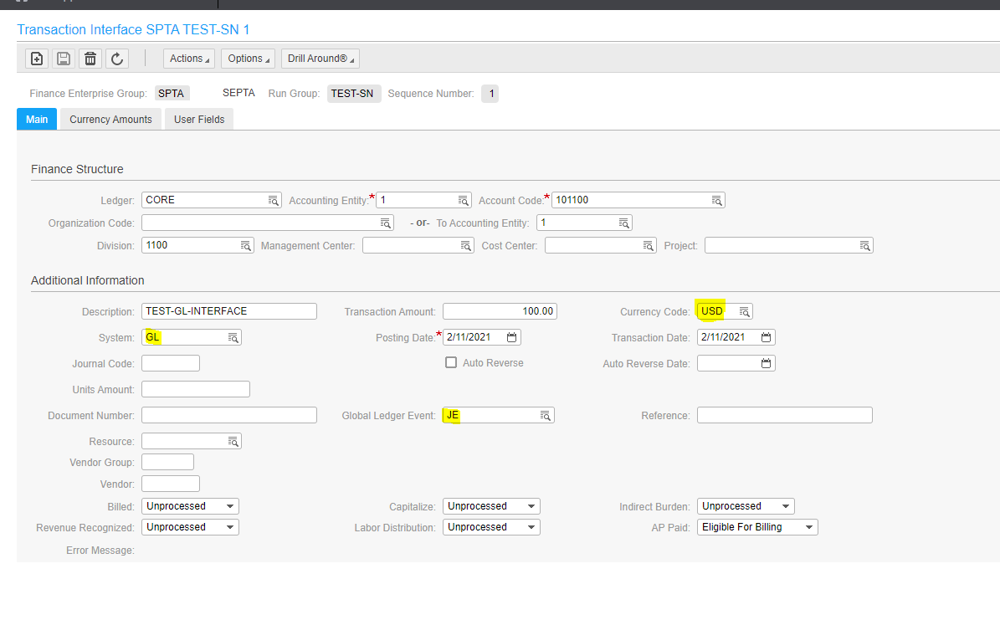 Transaction Interface SPTA TEST-SN 1
Actions Options Drill Around®
Finance Enterprise Group: SPTA SEPTA Run Group: TEST-SN Sequence Number: 1
Main Currency Amounts User Fields
Finance Structure
Ledger: CORE Accounting Entity:* 1 Account Code:* 101100
Organization Code: - or- To Accounting Entity: 1
Division: 1100 Management Center: Cost Center: Project:
Additional Information
Description: TEST-GL-INTERFACE Transaction Amount: 100.00 Currency Code: USD
System: GL Posting Date:* 2/11/2021 Transaction Date: 2/11/2021
Journal Code: Auto Reverse Auto Reverse Date:
Units Amount:
Document Number: Global Ledger Event: JE Reference:
Resource:
Vendor Group:
Vendor:
Billed: Unprocessed Capitalize: Unprocessed Indirect Burden: Unprocessed
Revenue Recognized: Unprocessed Labor Distribution: Unprocessed AP Paid: Eligible For Billing
Error Message: